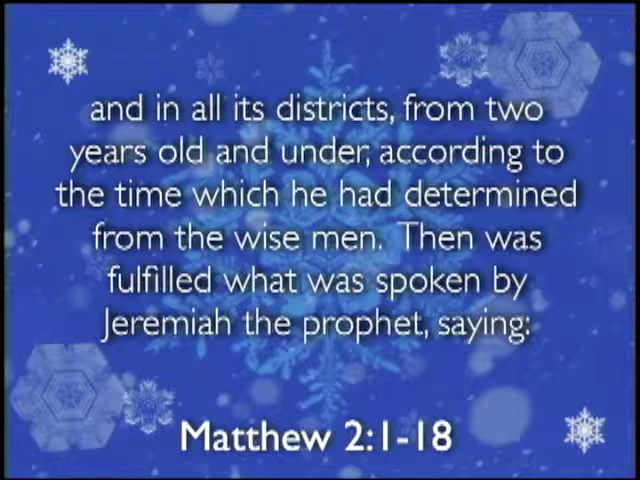 and in all its districts, from two
years old and under, according to
the time which he had determined
from the wise men. Then was
fulfilled what was spoken by
Jeremiah the prophet, saying:
Matthew 2:1-18